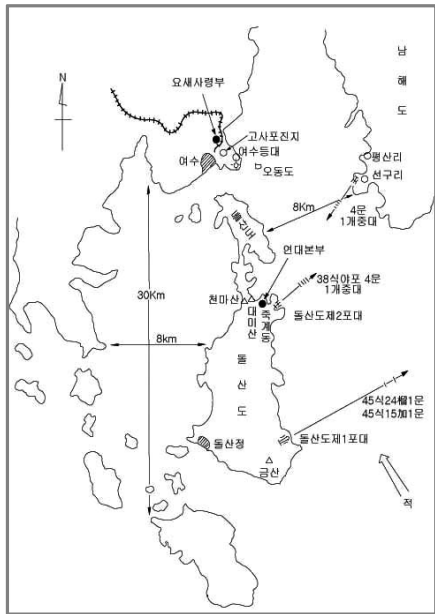 남해도
N
요새사령부
고사포진지
여수등대
여수
오동도
평산리
선구리
4문
1개중대
8Km
돌산도
연대본부
38식야포 4문
1개중대
30Km
천마산
대미산
죽계동
돌산도제2포대
8km
돌산도
45식24榴1문
45식15加1문
돌산정
돌산도제1포대
금산
적